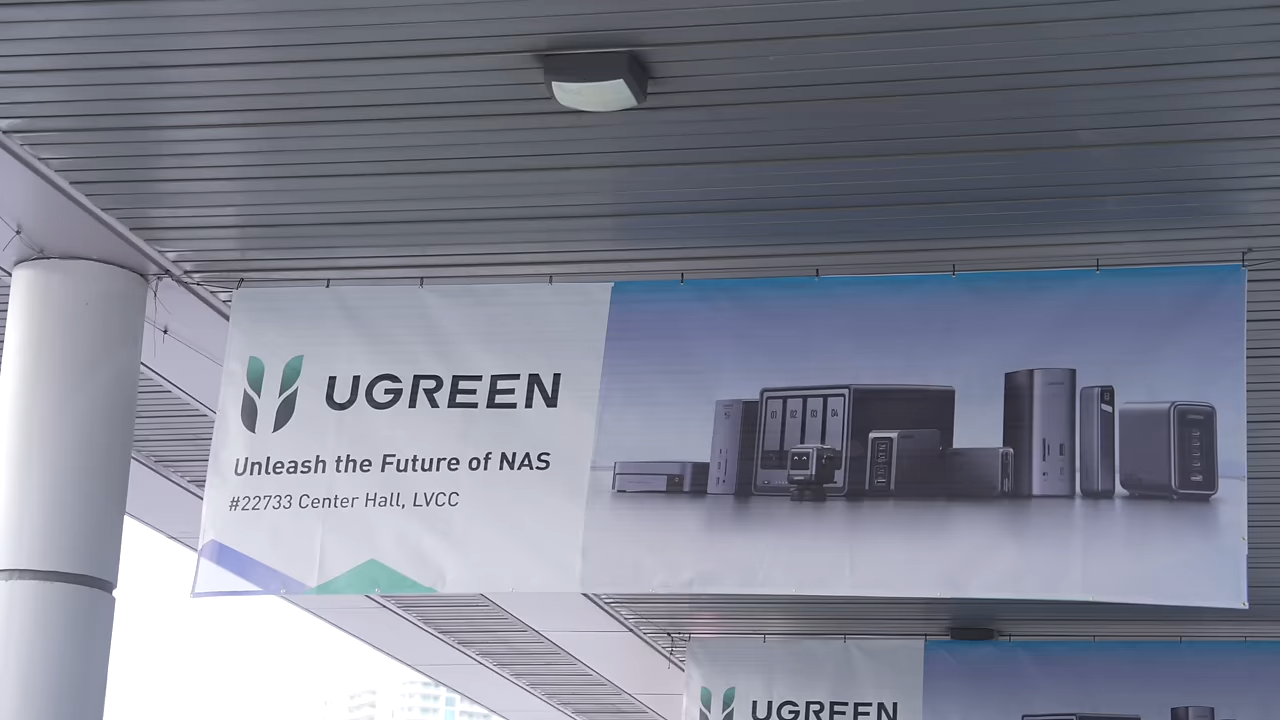 UGREEN
Unleash the Future of NAS
#22733 Center Hall, LVCC
01 02 03 04
UGREEN